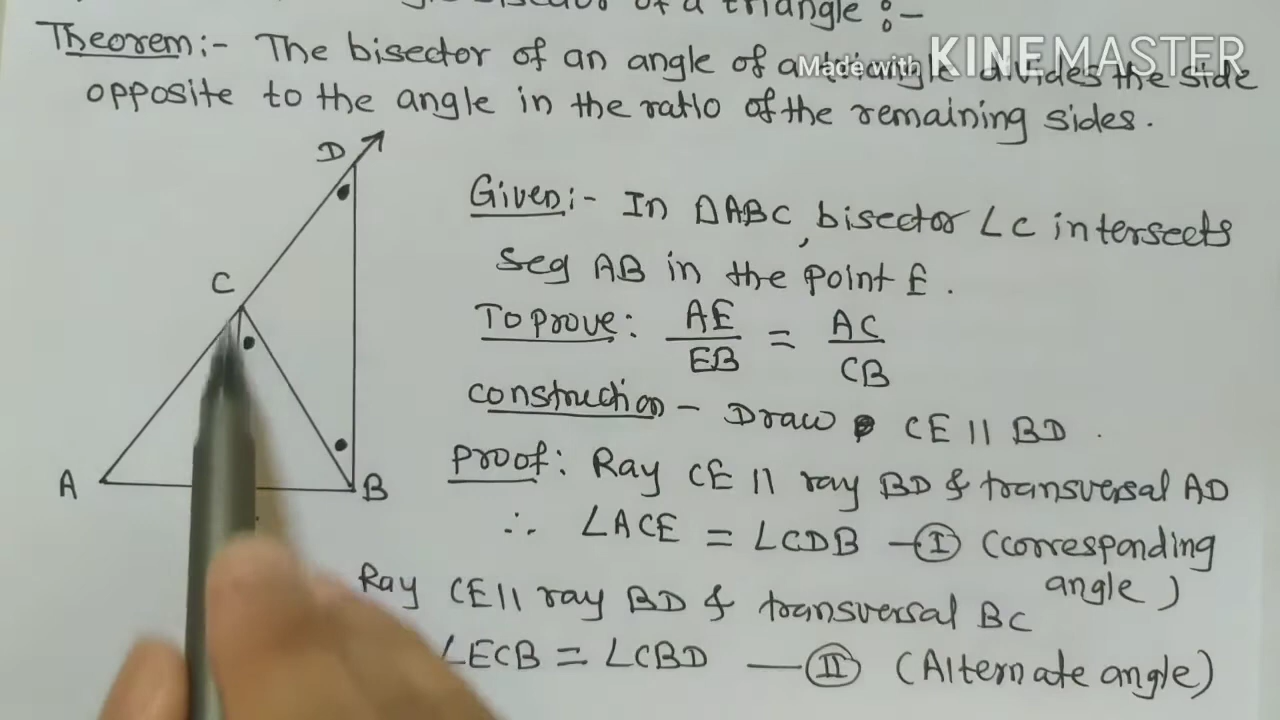 of a triangle :-
Made with KINEMASTER
Theorem:- The bisector of an angle of a triangle divides the side
opposite to the angle in the ratio of the remaining sides.
D
C
A
B
Given:- In ΔABC, bisector ∠C intersects
seg AB in the point E.
To prove: AE/EB = AC/CB
Construction - Draw CE || BD.
Proof: Ray CE || ray BD & transversal AD
∴ ∠ACE = ∠CDB - I (corresponding
angle)
Ray CE || ray BD & transversal BC
∠ECB = ∠CBD - II (Alternate angle)